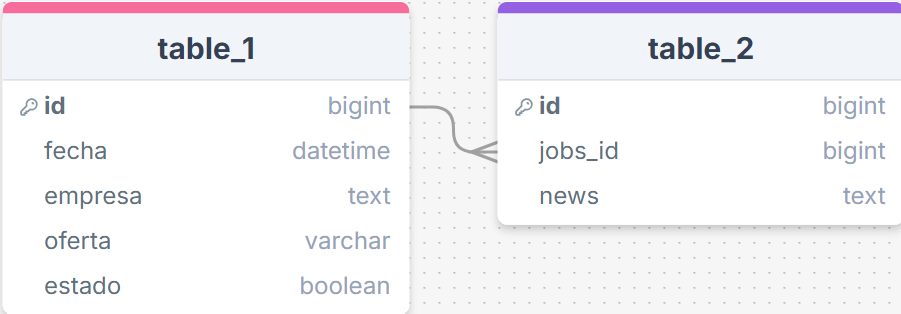 table_1
id bigint
fecha datetime
empresa text
oferta varchar
estado boolean
table_2
id bigint
jobs_id bigint
news text